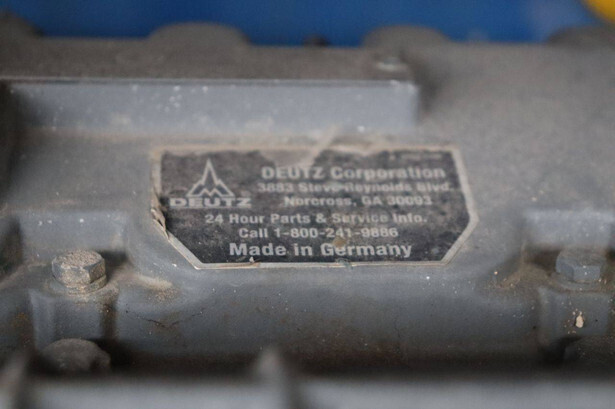 DEUTZ
DEUTZ Corporation
3883 Steve Reynolds Blvd.
Norcross, GA 30093
24 Hour Parts & Service Info.
Call 1-800-241-9886
Made in Germany